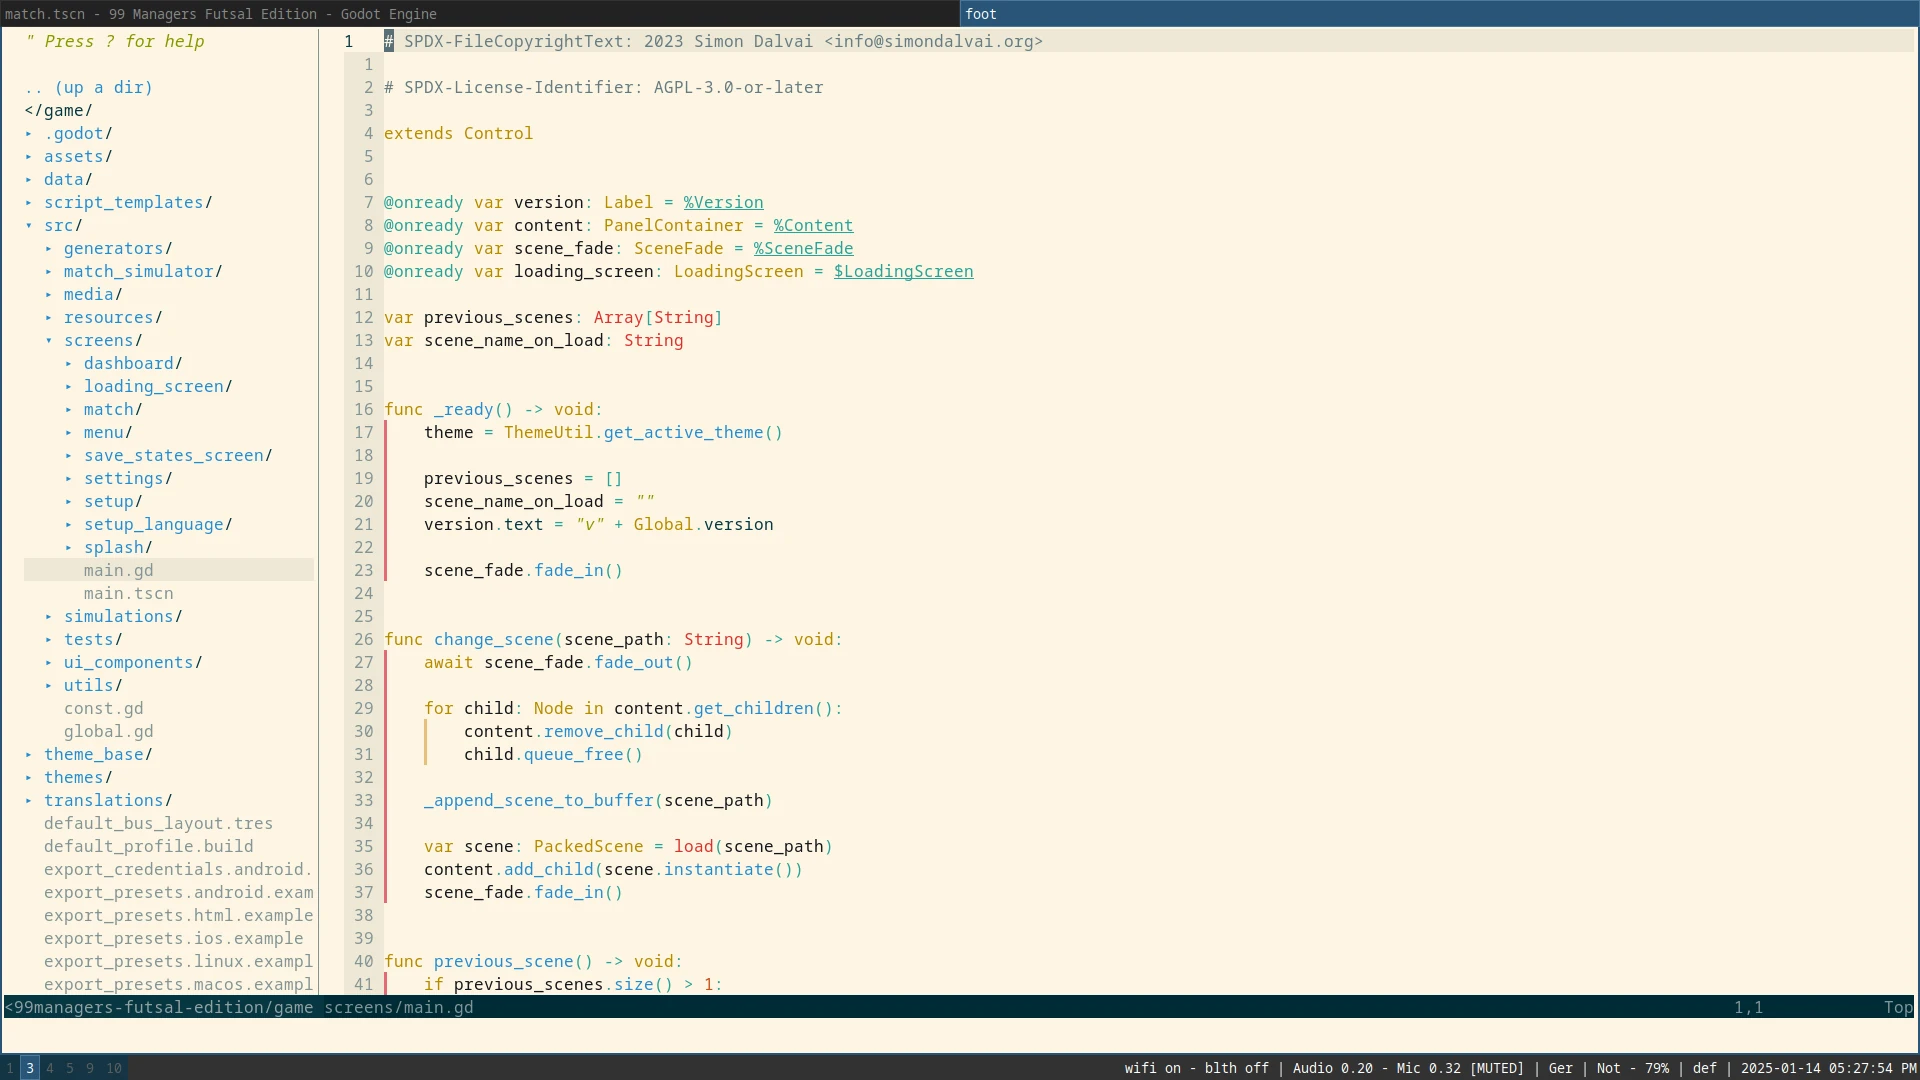 match.tscn - 99 Managers Futsal Edition - Godot Engine
foot
" Press ? for help
.. (up a dir)
</game/
▸ .godot/
▸ assets/
▸ data/
▸ script_templates/
▾ src/
▸ generators/
▸ match_simulator/
▸ media/
▸ resources/
▾ screens/
▸ dashboard/
▸ loading_screen/
▸ match/
▸ menu/
▸ save_states_screen/
▸ settings/
▸ setup/
▸ setup_language/
▸ splash/
main.gd
main.tscn
▸ simulations/
▸ tests/
▸ ui_components/
▸ utils/
const.gd
global.gd
▸ theme_base/
▸ themes/
▸ translations/
default_bus_layout.tres
default_profile.build
export_credentials.android.
export_presets.android.exam
export_presets.html.example
export_presets.ios.example
export_presets.linux.exampl
export_presets.macos.exampl
1 # SPDX-FileCopyrightText: 2023 Simon Dalvai <info@simondalvai.org>
1
2 # SPDX-License-Identifier: AGPL-3.0-or-later
3
4 extends Control
5
6
7 @onready var version: Label = %Version
8 @onready var content: PanelContainer = %Content
9 @onready var scene_fade: SceneFade = %SceneFade
10 @onready var loading_screen: LoadingScreen = $LoadingScreen
11
12 var previous_scenes: Array[String]
13 var scene_name_on_load: String
14
15
16 func _ready() -> void:
17 theme = ThemeUtil.get_active_theme()
18
19 previous_scenes = []
20 scene_name_on_load = ""
21 version.text = "v" + Global.version
22
23 scene_fade.fade_in()
24
25
26 func change_scene(scene_path: String) -> void:
27 await scene_fade.fade_out()
28
29 for child: Node in content.get_children():
30 content.remove_child(child)
31 child.queue_free()
32
33 _append_scene_to_buffer(scene_path)
34
35 var scene: PackedScene = load(scene_path)
36 content.add_child(scene.instantiate())
37 scene_fade.fade_in()
38
39
40 func previous_scene() -> void:
41 if previous_scenes.size() > 1:
<99managers-futsal-edition/game screens/main.gd 1,1 Top
1 3 4 5 9 10
wifi on - blth off | Audio 0.20 - Mic 0.32 [MUTED] | Ger | Not - 79% | def | 2025-01-14 05:27:54 PM